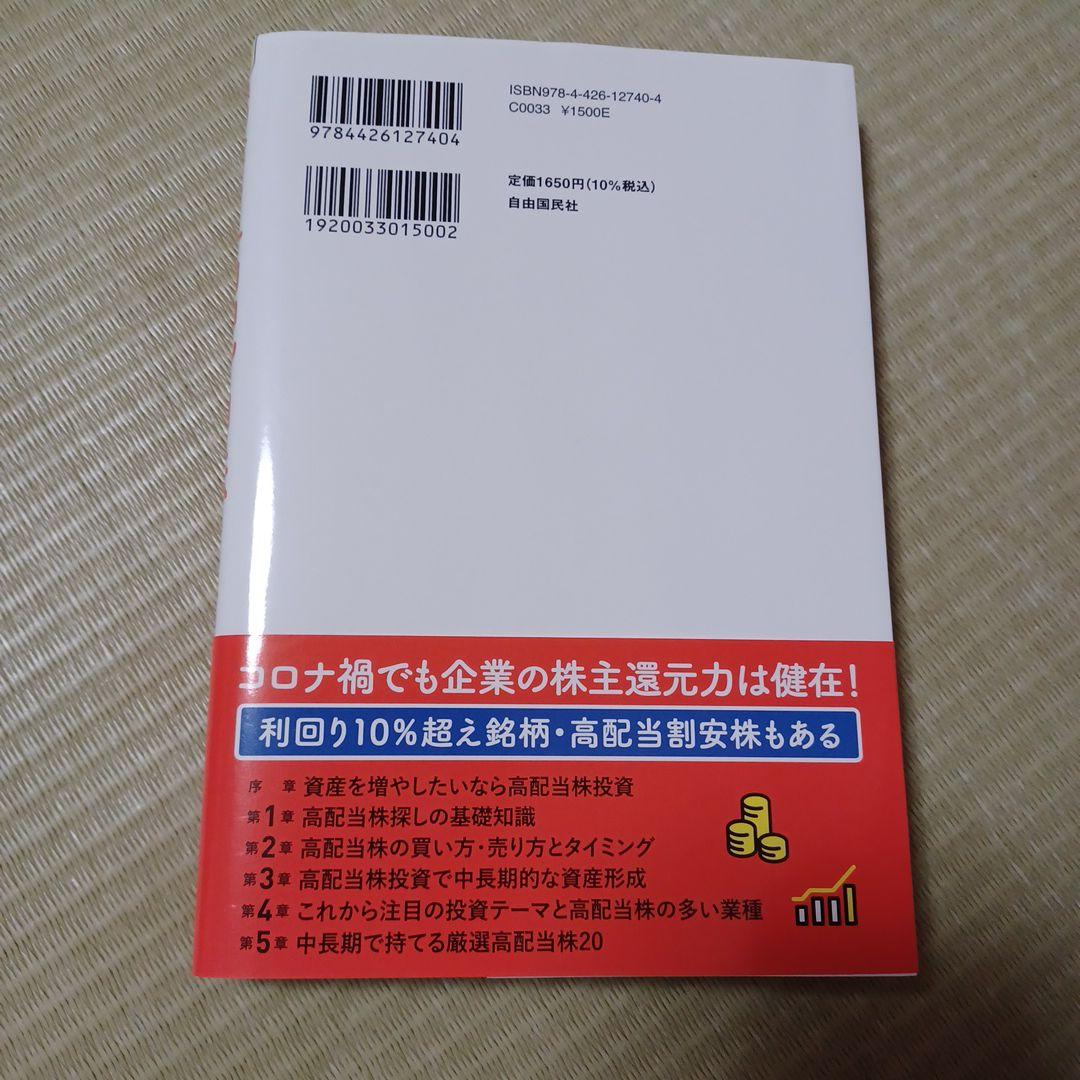 ISBN978-4-426-12740-4
C0033 ¥1500E
9784426127404
定価1650円(10%税込)
自由国民社
1920033015002
コロナ禍でも企業の株主還元力は健在!
利回り10%超え銘柄・高配当割安株もある
序章 資産を増やしたいなら高配当株投資
第1章 高配当株探しの基礎知識
第2章 高配当株の買い方・売り方とタイミング
第3章 高配当株投資で中長期的な資産形成
第4章 これから注目の投資テーマと高配当株の多い業種
第5章 中長期で持てる厳選高配当株20